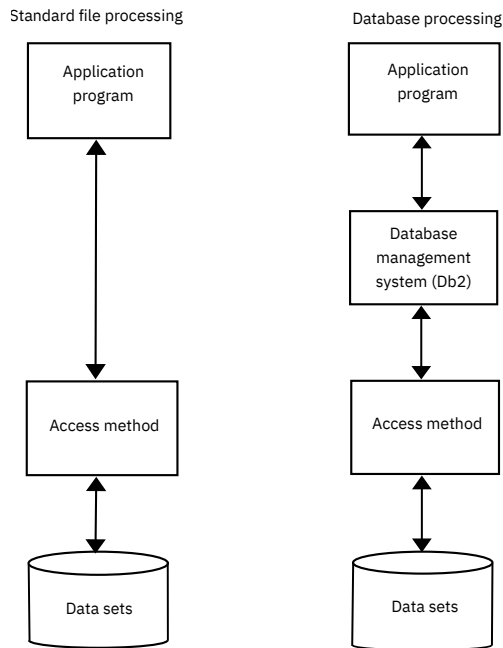 Standard file processing
Application
program
Access method
Data sets
Database processing
Application
program
Database
management
system (Db2)
Access method
Data sets